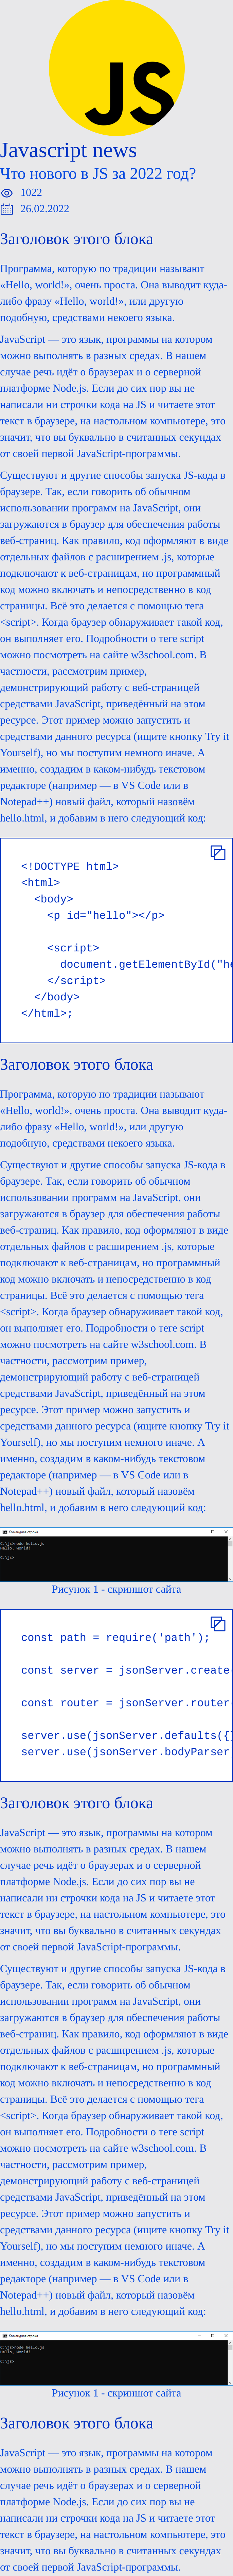 JS
Javascript news
Что нового в JS за 2022 год?
1022
26.02.2022
Заголовок этого блока
Программа, которую по традиции называют
«Hello, world!», очень проста. Она выводит куда-
либо фразу «Hello, world!», или другую
подобную, средствами некоего языка.
JavaScript — это язык, программы на котором
можно выполнять в разных средах. В нашем
случае речь идёт о браузерах и о серверной
платформе Node.js. Если до сих пор вы не
написали ни строчки кода на JS и читаете этот
текст в браузере, на настольном компьютере, это
значит, что вы буквально в считанных секундах
от своей первой JavaScript-программы.
Существуют и другие способы запуска JS-кода в
браузере. Так, если говорить об обычном
использовании программ на JavaScript, они
загружаются в браузер для обеспечения работы
веб-страниц. Как правило, код оформляют в виде
отдельных файлов с расширением .js, которые
подключают к веб-страницам, но программный
код можно включать и непосредственно в код
страницы. Всё это делается с помощью тега
<script>. Когда браузер обнаруживает такой код,
он выполняет его. Подробности о теге script
можно посмотреть на сайте w3school.com. В
частности, рассмотрим пример,
демонстрирующий работу с веб-страницей
средствами JavaScript, приведённый на этом
ресурсе. Этот пример можно запустить и
средствами данного ресурса (ищите кнопку Try it
Yourself), но мы поступим немного иначе. А
именно, создадим в каком-нибудь текстовом
редакторе (например — в VS Code или в
Notepad++) новый файл, который назовём
hello.html, и добавим в него следующий код:
<!DOCTYPE html>
<html>
<body>
<p id="hello"></p>
<script>
document.getElementById("he
</script>
</body>
</html>;
Заголовок этого блока
Программа, которую по традиции называют
«Hello, world!», очень проста. Она выводит куда-
либо фразу «Hello, world!», или другую
подобную, средствами некоего языка.
Существуют и другие способы запуска JS-кода в
браузере. Так, если говорить об обычном
использовании программ на JavaScript, они
загружаются в браузер для обеспечения работы
веб-страниц. Как правило, код оформляют в виде
отдельных файлов с расширением .js, которые
подключают к веб-страницам, но программный
код можно включать и непосредственно в код
страницы. Всё это делается с помощью тега
<script>. Когда браузер обнаруживает такой код,
он выполняет его. Подробности о теге script
можно посмотреть на сайте w3school.com. В
частности, рассмотрим пример,
демонстрирующий работу с веб-страницей
средствами JavaScript, приведённый на этом
ресурсе. Этот пример можно запустить и
средствами данного ресурса (ищите кнопку Try it
Yourself), но мы поступим немного иначе. А
именно, создадим в каком-нибудь текстовом
редакторе (например — в VS Code или в
Notepad++) новый файл, который назовём
hello.html, и добавим в него следующий код:
Командная строка
C:\js>node hello.js
Hello, World!
C:\js>
Рисунок 1 - скриншот сайта
const path = require('path');
const server = jsonServer.create(
const router = jsonServer.router(
server.use(jsonServer.defaults({}
server.use(jsonServer.bodyParser)
Заголовок этого блока
JavaScript — это язык, программы на котором
можно выполнять в разных средах. В нашем
случае речь идёт о браузерах и о серверной
платформе Node.js. Если до сих пор вы не
написали ни строчки кода на JS и читаете этот
текст в браузере, на настольном компьютере, это
значит, что вы буквально в считанных секундах
от своей первой JavaScript-программы.
Существуют и другие способы запуска JS-кода в
браузере. Так, если говорить об обычном
использовании программ на JavaScript, они
загружаются в браузер для обеспечения работы
веб-страниц. Как правило, код оформляют в виде
отдельных файлов с расширением .js, которые
подключают к веб-страницам, но программный
код можно включать и непосредственно в код
страницы. Всё это делается с помощью тега
<script>. Когда браузер обнаруживает такой код,
он выполняет его. Подробности о теге script
можно посмотреть на сайте w3school.com. В
частности, рассмотрим пример,
демонстрирующий работу с веб-страницей
средствами JavaScript, приведённый на этом
ресурсе. Этот пример можно запустить и
средствами данного ресурса (ищите кнопку Try it
Yourself), но мы поступим немного иначе. А
именно, создадим в каком-нибудь текстовом
редакторе (например — в VS Code или в
Notepad++) новый файл, который назовём
hello.html, и добавим в него следующий код:
Командная строка
C:\js>node hello.js
Hello, World!
C:\js>
Рисунок 1 - скриншот сайта
Заголовок этого блока
JavaScript — это язык, программы на котором
можно выполнять в разных средах. В нашем
случае речь идёт о браузерах и о серверной
платформе Node.js. Если до сих пор вы не
написали ни строчки кода на JS и читаете этот
текст в браузере, на настольном компьютере, это
значит, что вы буквально в считанных секундах
от своей первой JavaScript-программы.